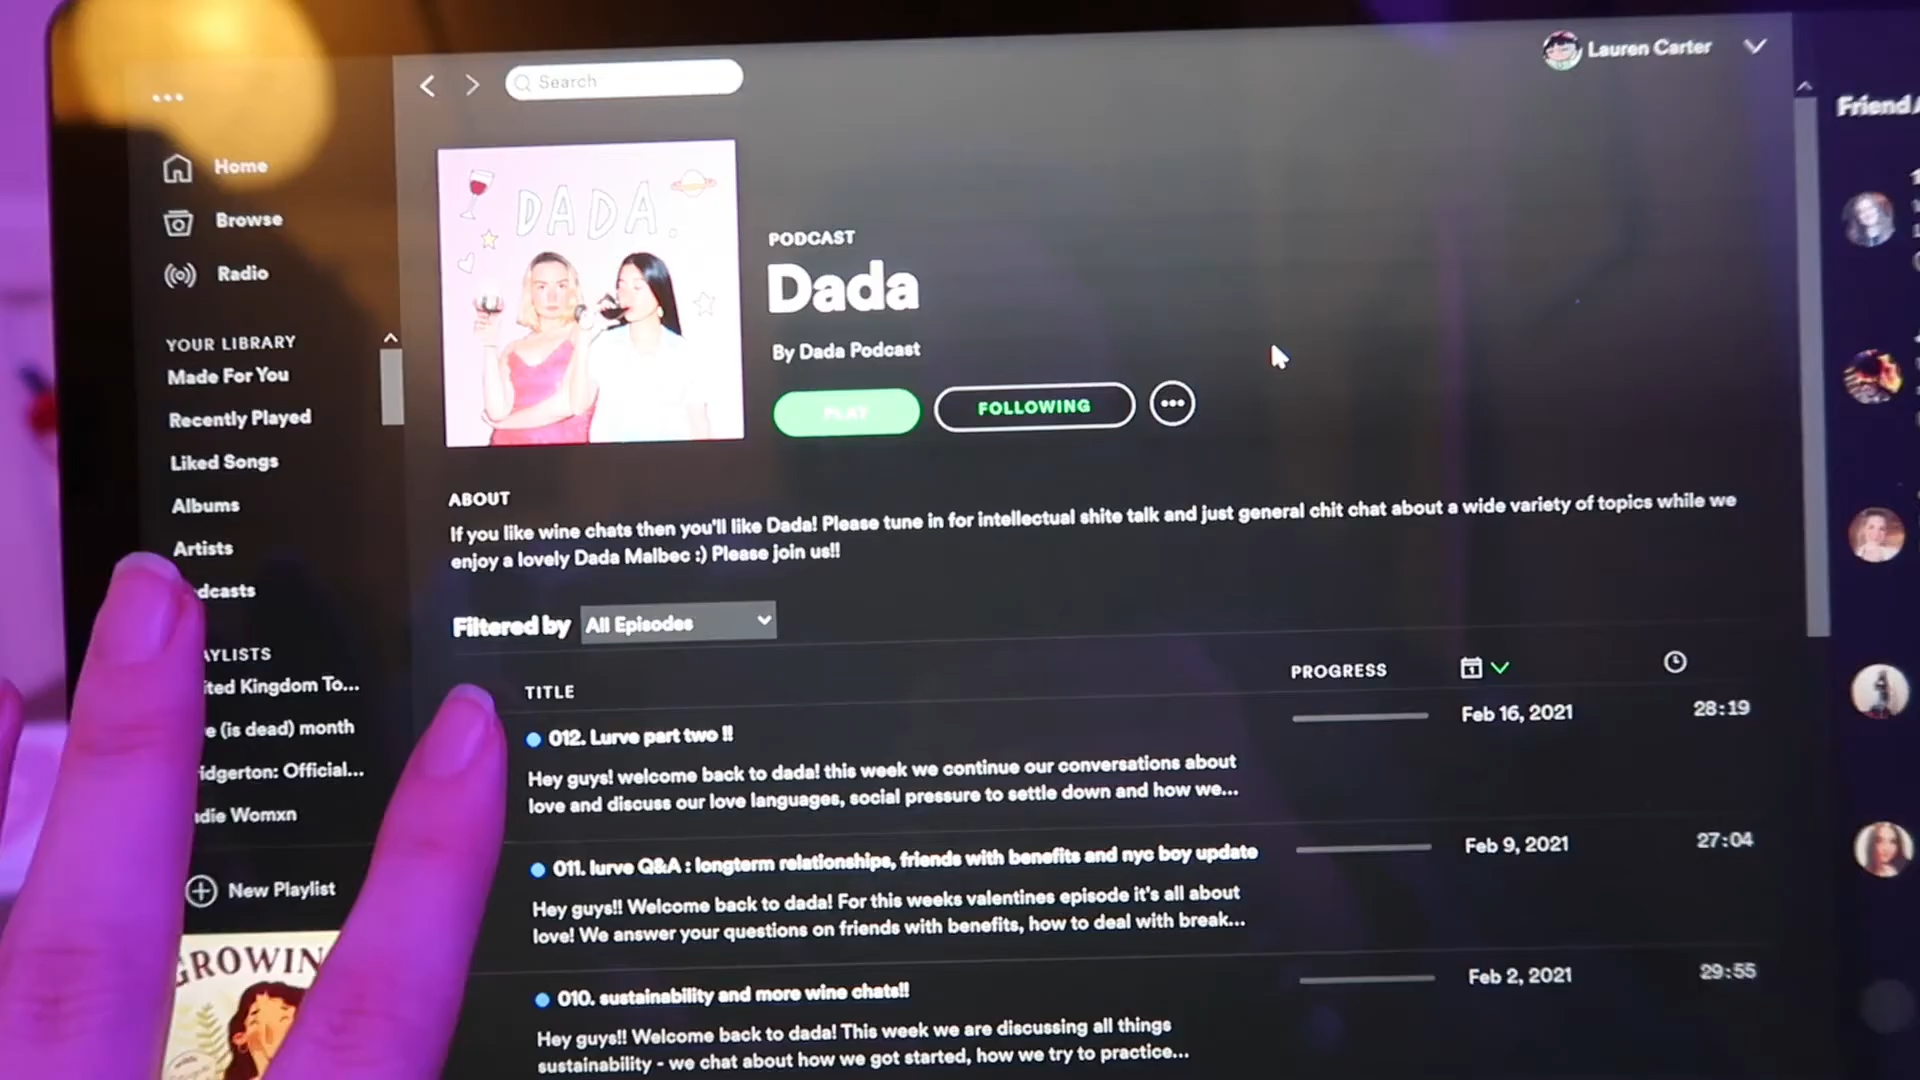 Search
Lauren Carter
Friend
Home
Browse
Radio
YOUR LIBRARY
Made For You
Recently Played
Liked Songs
Albums
Artists
dcasts
AYLISTS
ited Kingdom To...
e (is dead) month
idgerton: Official...
die Womxn
New Playlist
GROWIN
DADA.
PODCAST
Dada
By Dada Podcast
PLAY
FOLLOWING
ABOUT
If you like wine chats then you'll like Dada! Please tune in for intellectual shite talk and just general chit chat about a wide variety of topics while we
enjoy a lovely Dada Malbec :) Please join us!!
Filtered by All Episodes
TITLE PROGRESS
012. Lurve part two !! Feb 16, 2021 28:19
Hey guys! welcome back to dada! this week we continue our conversations about
love and discuss our love languages, social pressure to settle down and how we...
011. lurve Q&A : longterm relationships, friends with benefits and nyc boy update Feb 9, 2021 27:04
Hey guys!! Welcome back to dada! For this weeks valentines episode it's all about
love! We answer your questions on friends with benefits, how to deal with break...
010. sustainability and more wine chats!! Feb 2, 2021 29:55
Hey guys!! Welcome back to dada! This week we are discussing all things
sustainability - we chat about how we got started, how we try to practice...